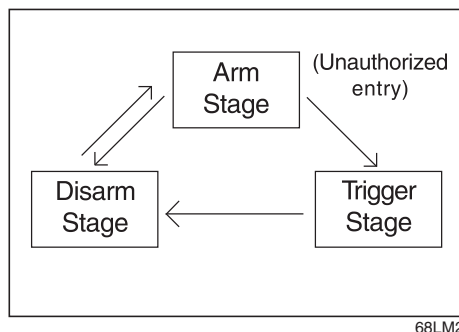 Arm
Stage
(Unauthorized
entry)
Disarm
Stage
Trigger
Stage
68LM2